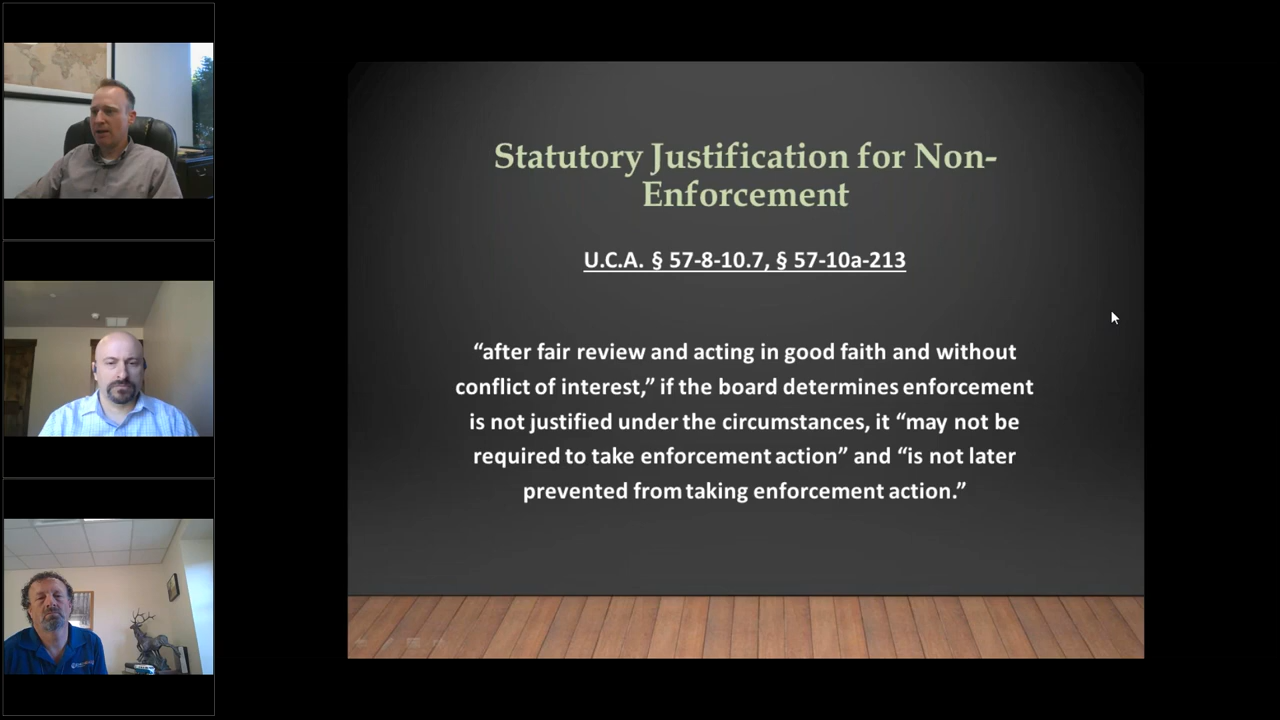 Statutory Justification for Non-
Enforcement
U.C.A. § 57-8-10.7, § 57-10a-213
“after fair review and acting in good faith and without
conflict of interest,” if the board determines enforcement
is not justified under the circumstances, it “may not be
required to take enforcement action” and “is not later
prevented from taking enforcement action.”